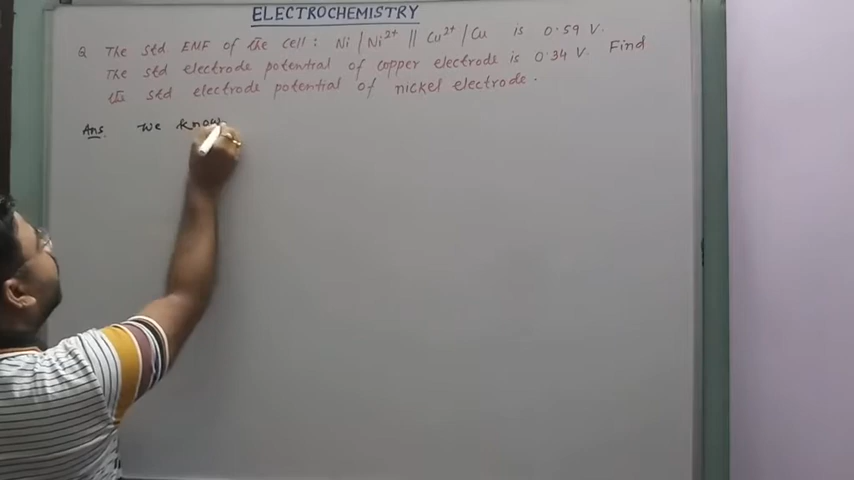 ELECTROCHEMISTRY
Q The std EMF of the cell : Ni | Ni²⁺ || Cu²⁺ / Cu is 0.59 V.
The std electrode potential of copper electrode is 0.34 V. Find
the std electrode potential of nickel electrode.
Ans. We know